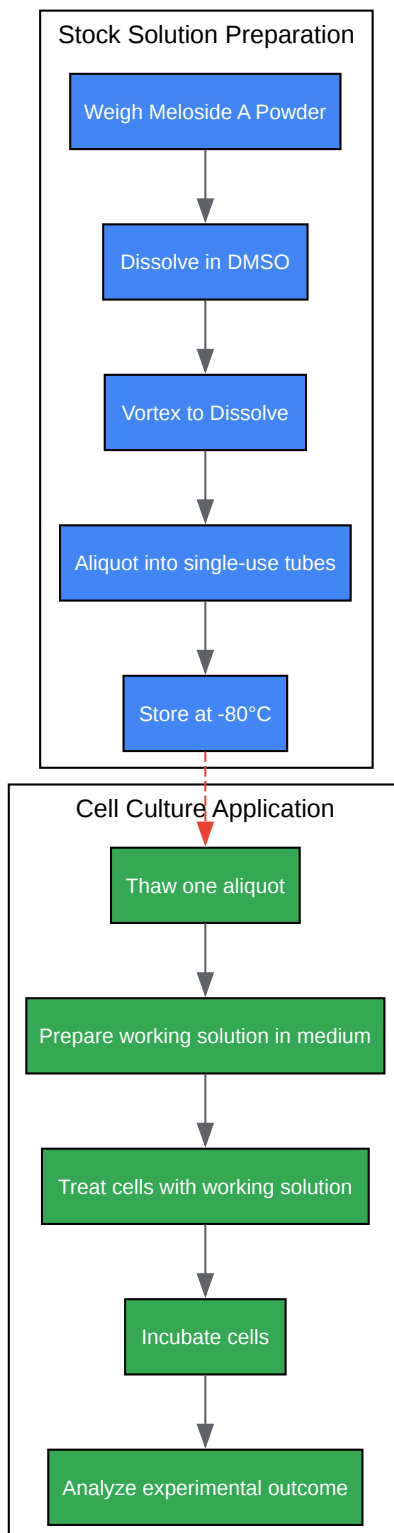 Stock Solution Preparation
Weigh Meloside A Powder
Dissolve in DMSO
Vortex to Dissolve
Aliquot into single-use tubes
Store at -80°C
Cell Culture Application
Thaw one aliquot
Prepare working solution in medium
Treat cells with working solution
Incubate cells
Analyze experimental outcome